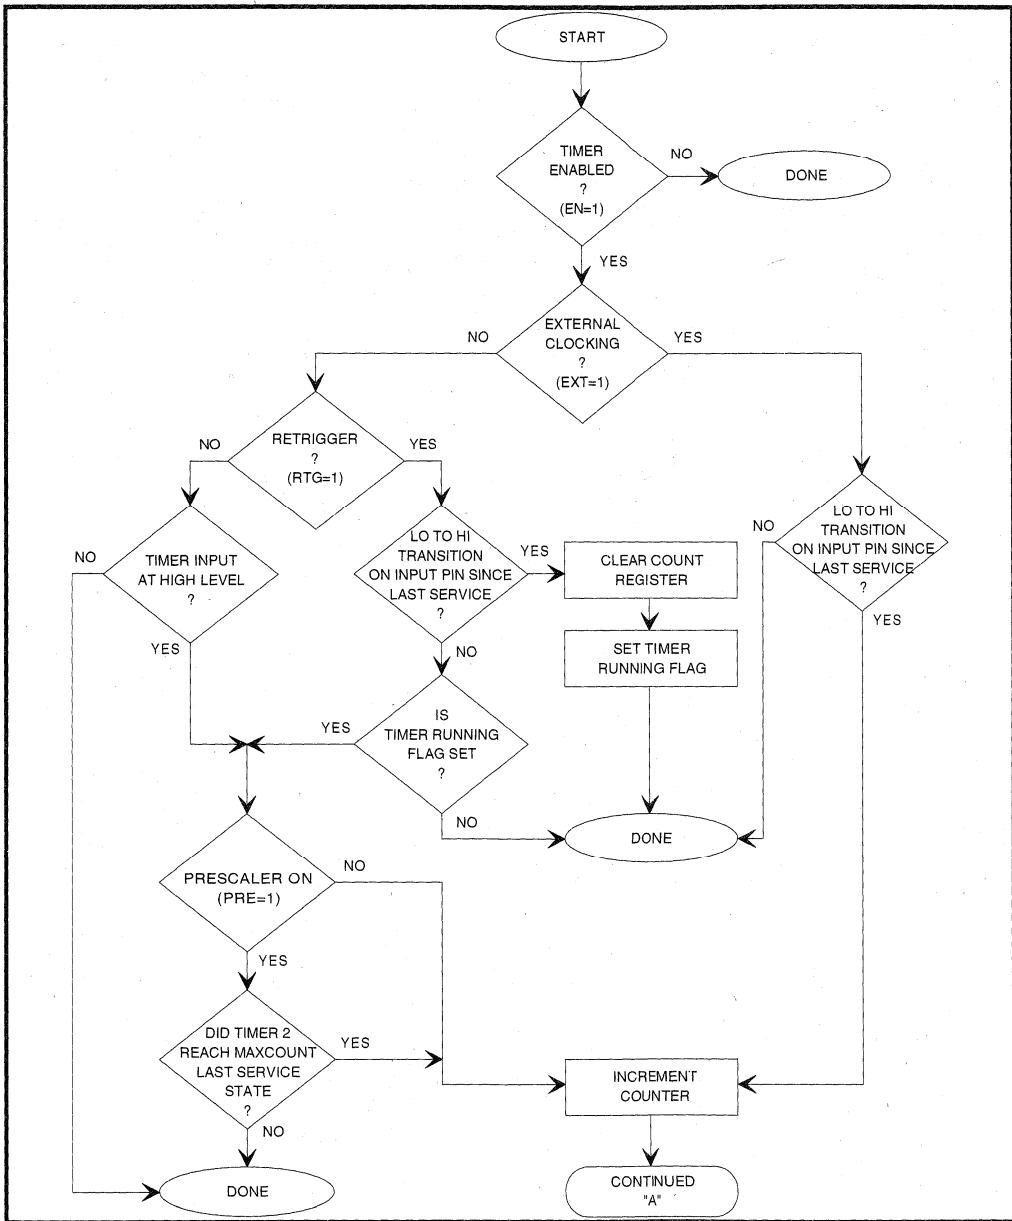 START
TIMER
ENABLED
?
(EN=1)
NO
DONE
YES
EXTERNAL
CLOCKING
?
(EXT=1)
NO
YES
RETRIGGER
?
(RTG=1)
NO
YES
TIMER INPUT
AT HIGH LEVEL
?
NO
YES
LO TO HI
TRANSITION
ON INPUT PIN SINCE
LAST SERVICE
?
YES
NO
CLEAR COUNT
REGISTER
SET TIMER
RUNNING FLAG
LO TO HI
TRANSITION
ON INPUT PIN SINCE
LAST SERVICE
?
NO
YES
IS
TIMER RUNNING
FLAG SET
?
YES
NO
DONE
PRESCALER ON
(PRE=1)
NO
YES
DID TIMER 2
REACH MAXCOUNT
LAST SERVICE
STATE
?
YES
NO
INCREMENT
COUNTER
DONE
CONTINUED
"A"